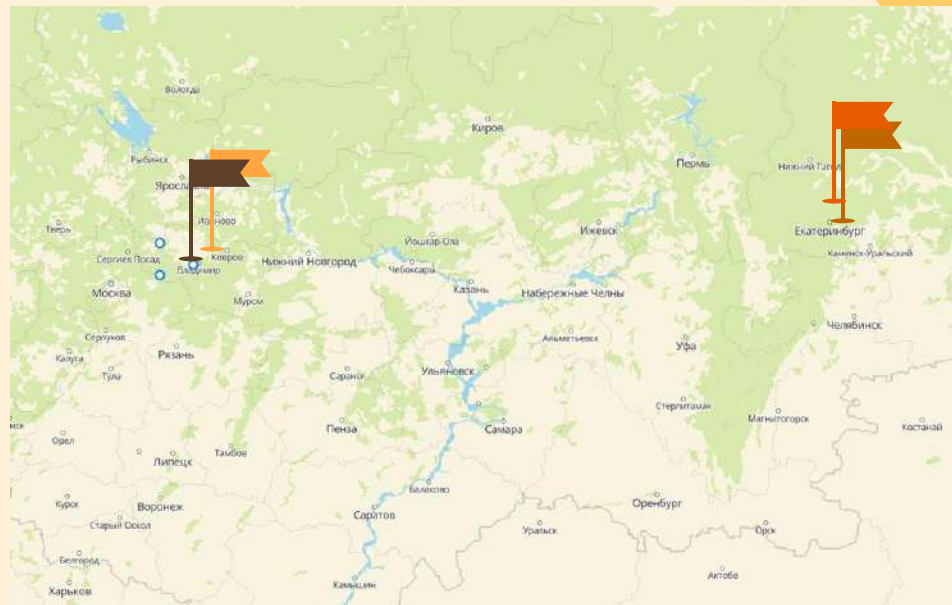 Вологда
Киров
Рыбинск
Пермь
Нижний
Ярославль
Иваново
Тверь
Йошкар-Ола
Ижевск
Екатеринбург
Сергиев Посад
Ковров
Владимир
Нижний Новгород
Чебоксары
Каменск-Уральский
Казань
Набережные Челны
Москва
Муром
Серпухов
Альметьевск
Челябинск
Калуга
Рязань
Уфа
Тула
Саранск
Ульяновск
Стерлитамак
Магнитогорск
Костанай
Орел
Пенза
Самара
Тамбов
Липецк
Балаково
Курск
Воронеж
Оренбург
Старый Оскол
Саратов
Уральск
Орск
Белгород
Камышин
Актобе
Харьков